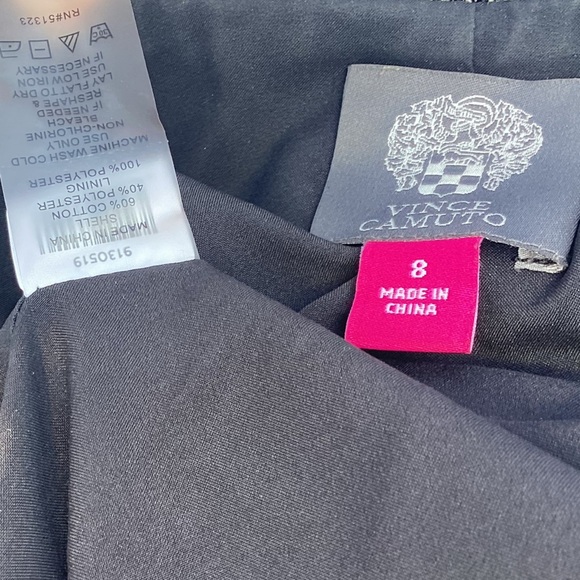 VINCE
CAMUTO
8
MADE IN
CHINA
9130519
MADE IN CHINA
SHELL
60% COTTON
40% POLYESTER
LINING
100% POLYESTER
MACHINE WASH COLD
NON-CHLORINE
BLEACH
IF NEEDED
RESHAPE &
LAY FLAT TO DRY
USE LOW IRON
IF NECESSARY
RN#51323